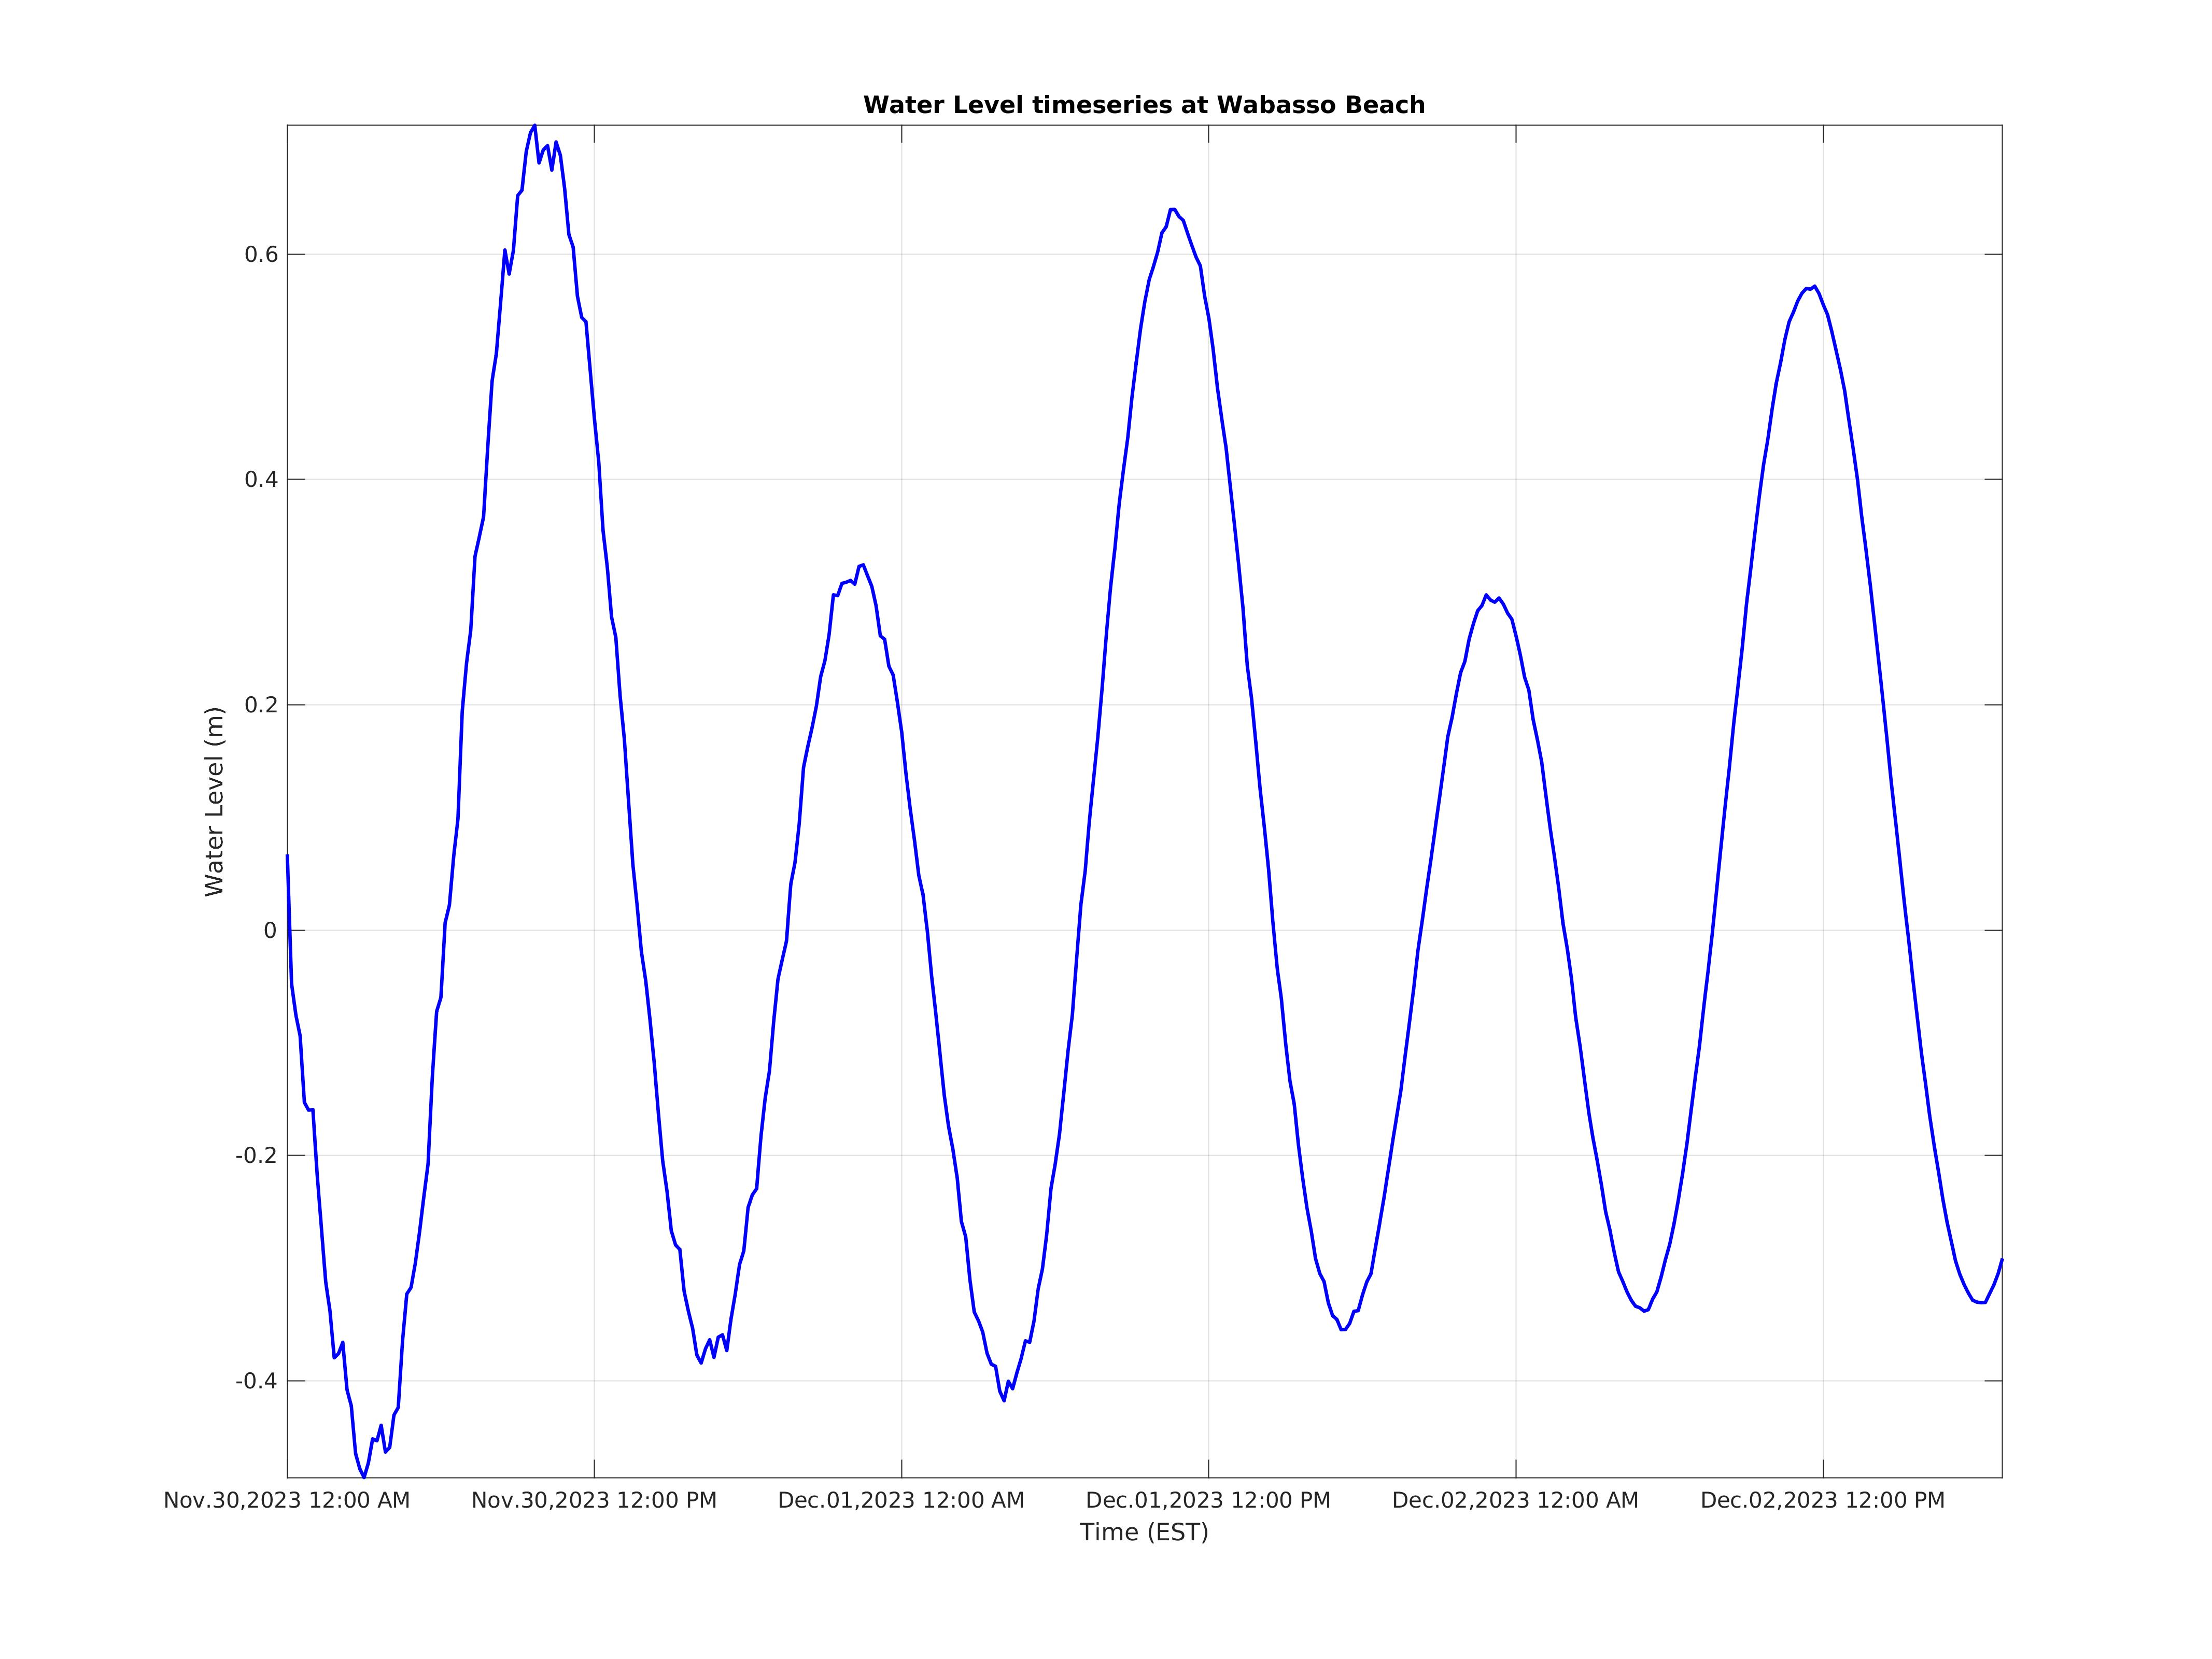 Water Level timeseries at Wabasso Beach
0.6
0.4
0.2
0
-0.2
-0.4
Water Level (m)
Nov.30,2023 12:00 AM Nov.30,2023 12:00 PM Dec.01,2023 12:00 AM Dec.01,2023 12:00 PM Dec.02,2023 12:00 AM Dec.02,2023 12:00 PM
Time (EST)